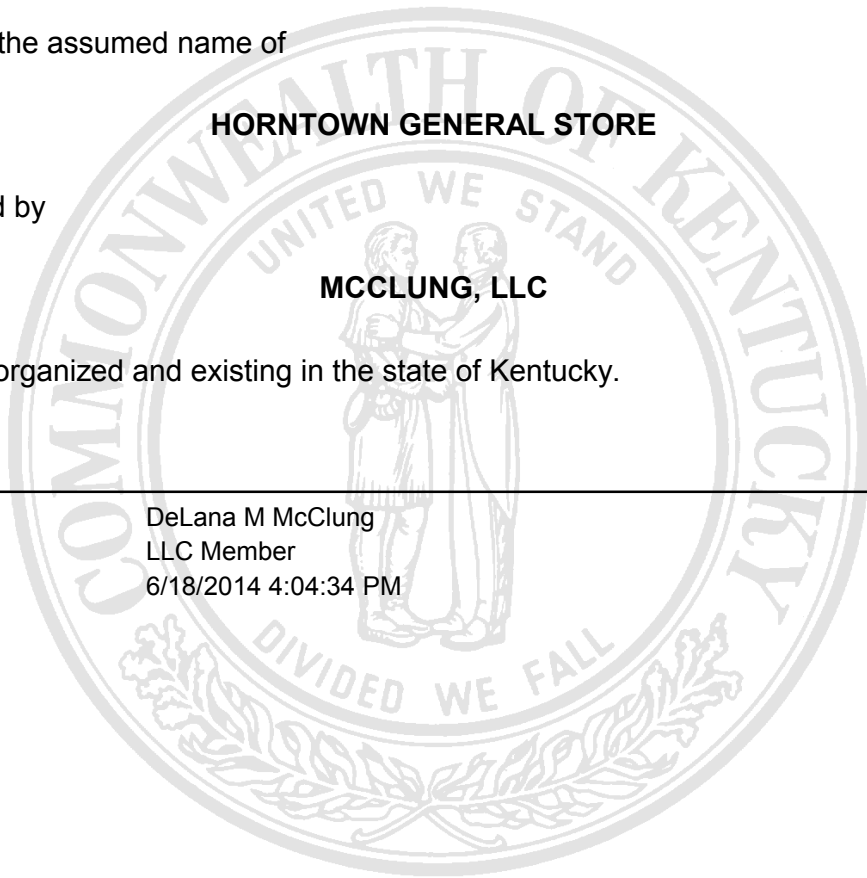 the assumed name of
HORNTOWN GENERAL STORE
d by
MCCLUNG, LLC
organized and existing in the state of Kentucky.
DeLana M McClung
LLC Member
6/18/2014 4:04:34 PM
COMMONWEALTH OF KENTUCKY
UNITED WE STAND
DIVIDED WE FALL